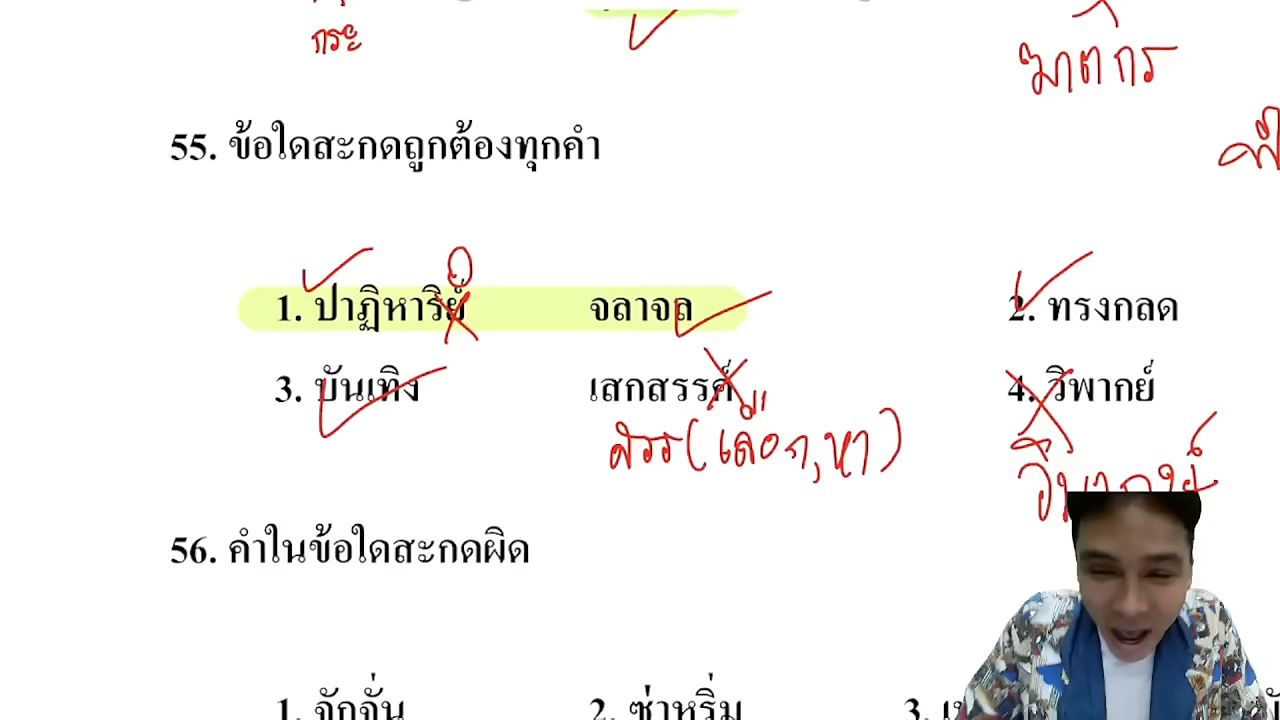 กระ
มาติกร
55. ข้อใดสะกดถูกต้องทุกคำ
1. ปาฏิหาริย์ จลาจล 2. ทรงกลด
3. บันเทิง เสกสรรค์ 4. วิพากย์
สรร (เลือก, หา)
56. คำในข้อใดสะกดผิด
1. จักจั่น 2. ซ่าหริ่ม 3.